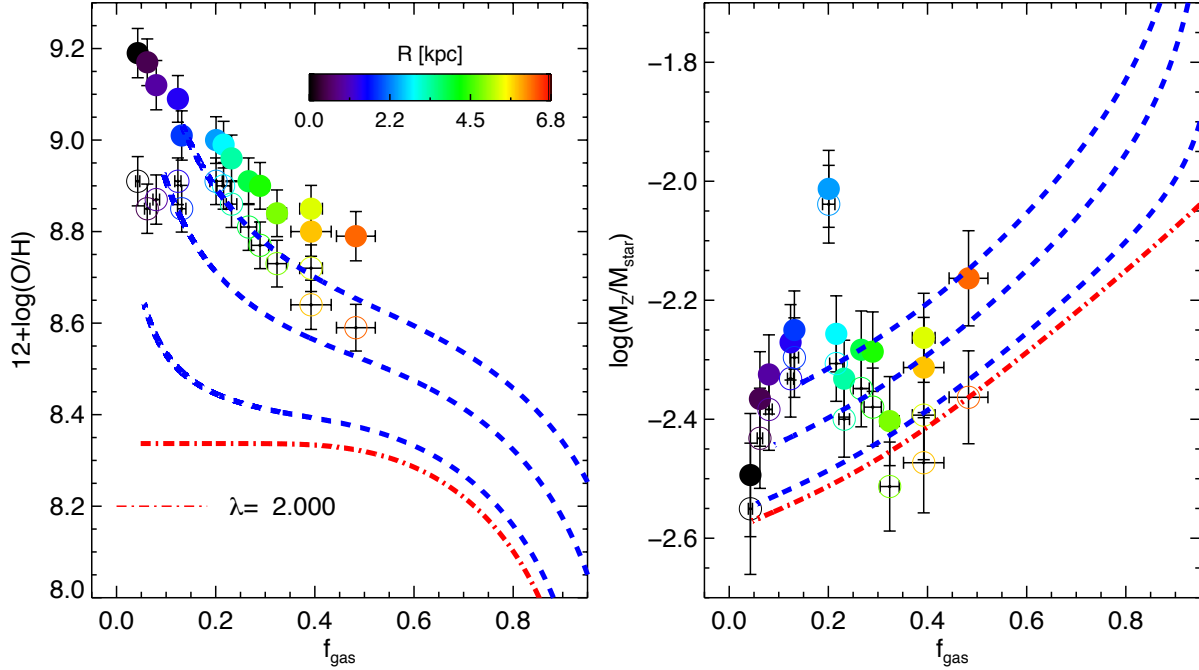 12+log(O/H)
9.2
9.0
8.8
8.6
8.4
8.2
8.0
R [kpc]
0.0 2.2 4.5 6.8
λ= 2.000
0.0 0.2 0.4 0.6 0.8
f_gas
log(M_Z/M_star)
−1.8
−2.0
−2.2
−2.4
−2.6
0.0 0.2 0.4 0.6 0.8
f_gas